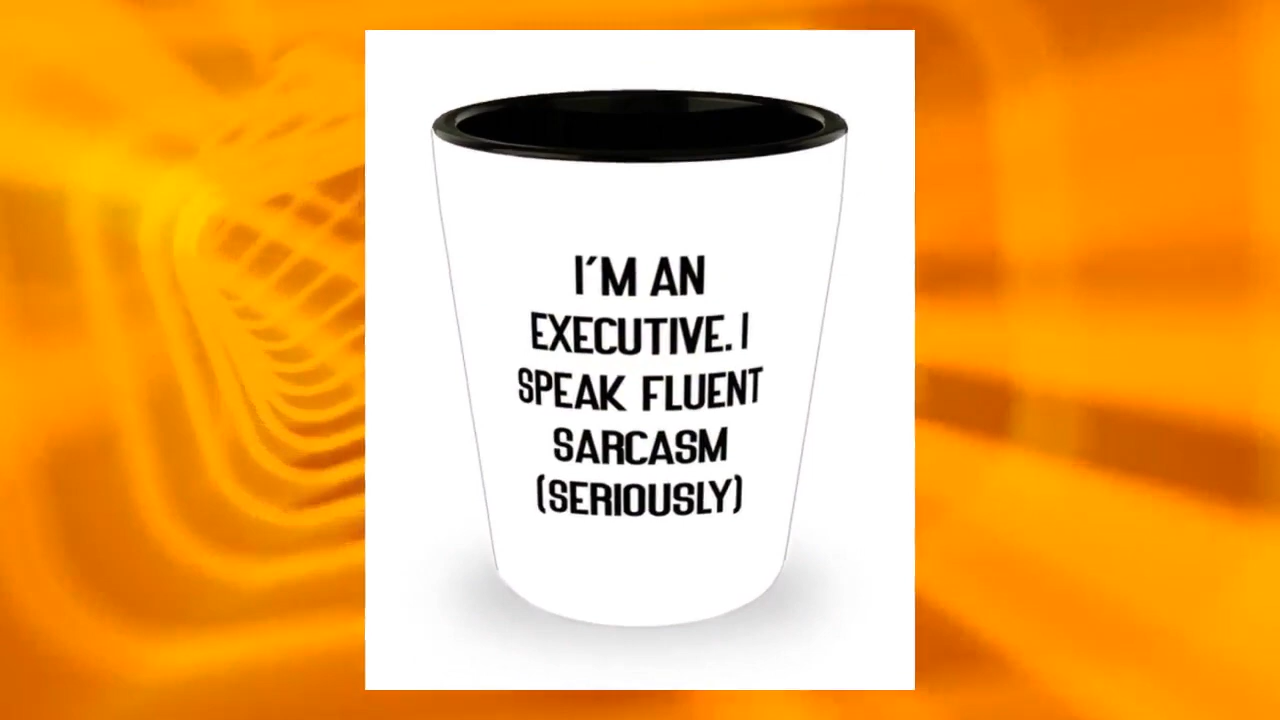 I´M AN
EXECUTIVE. I
SPEAK FLUENT
SARCASM
(SERIOUSLY)